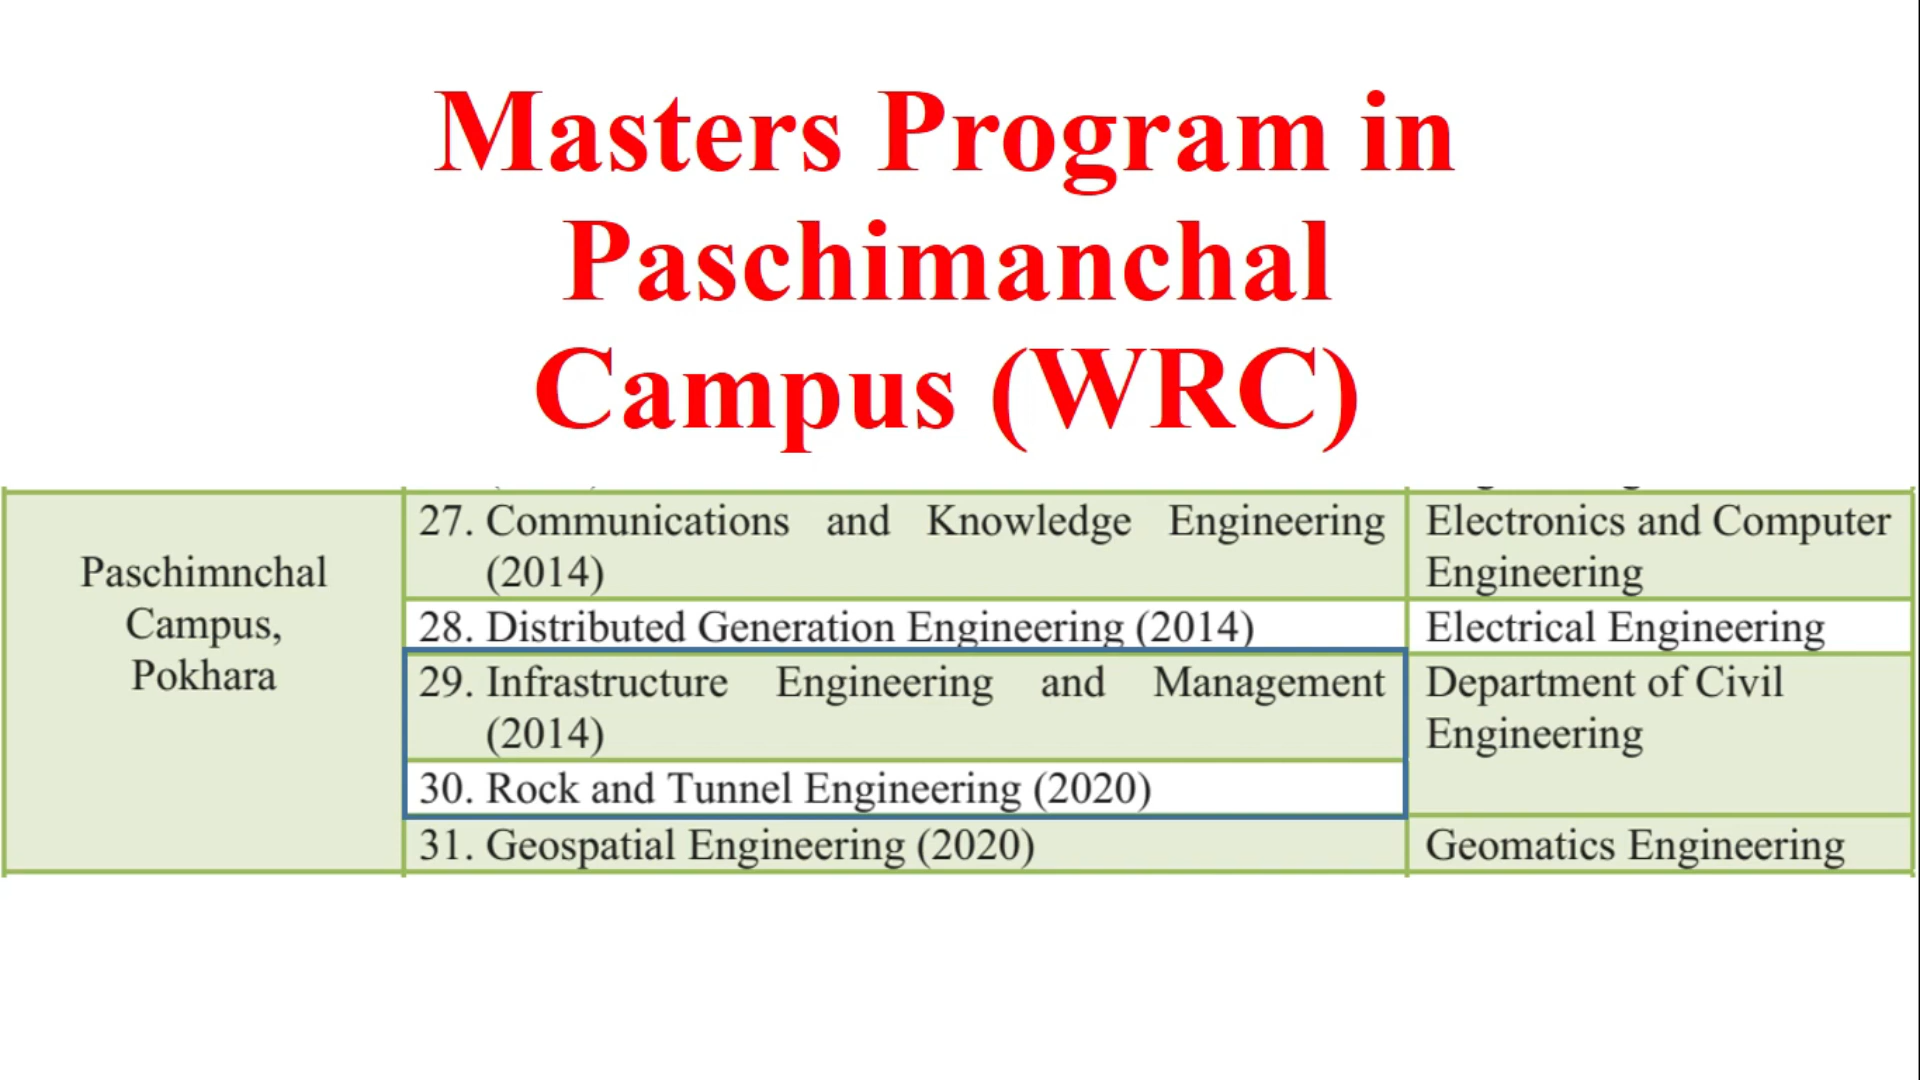 Masters Program in
Paschimanchal
Campus (WRC)
Paschimnchal
Campus,
Pokhara
27. Communications and Knowledge Engineering
(2014)
Electronics and Computer
Engineering
28. Distributed Generation Engineering (2014)
Electrical Engineering
29. Infrastructure Engineering and Management
(2014)
Department of Civil
Engineering
30. Rock and Tunnel Engineering (2020)
31. Geospatial Engineering (2020)
Geomatics Engineering